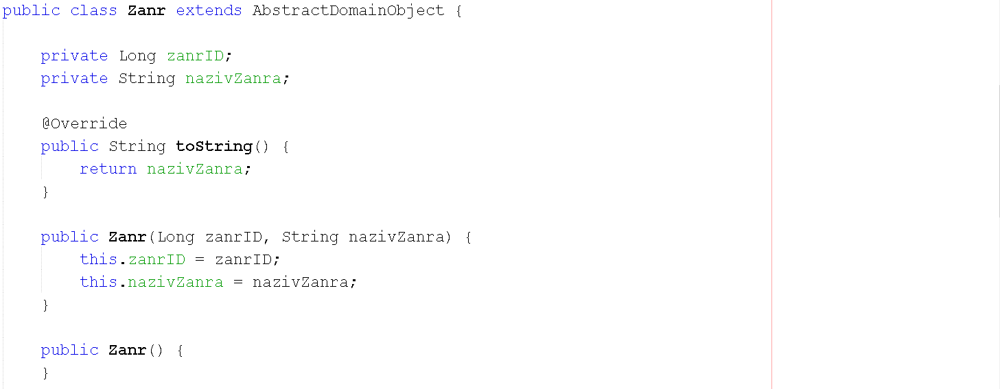 public class Zanr extends AbstractDomainObject {
private Long zanrID;
private String nazivZanra;
@Override
public String toString() {
return nazivZanra;
}
public Zanr(Long zanrID, String nazivZanra) {
this.zanrID = zanrID;
this.nazivZanra = nazivZanra;
}
public Zanr() {
}